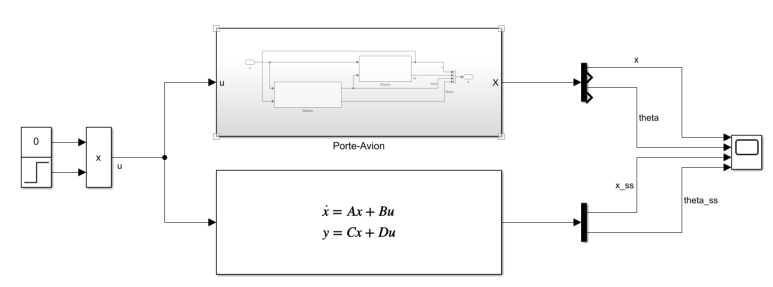 x
u
X
theta
0
x
u
Porte-Avion
x_ss
theta_ss
ẋ = Ax + Bu
y = Cx + Du